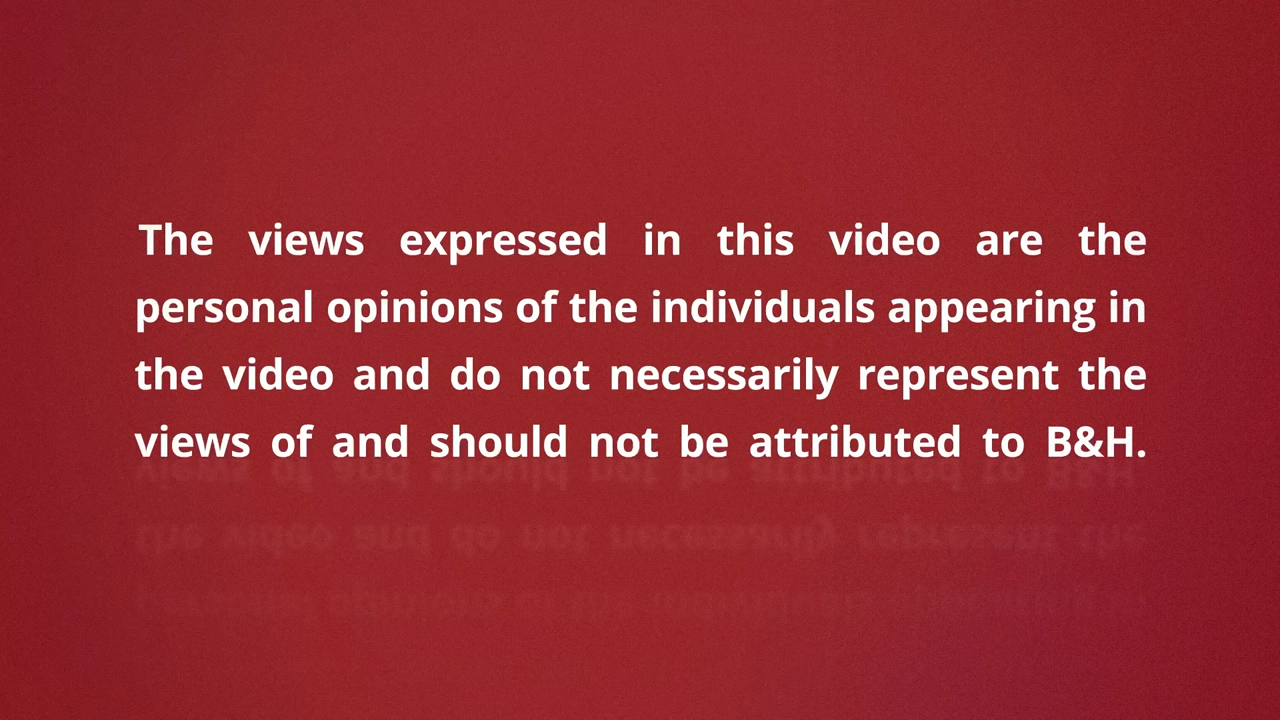 The views expressed in this video are the
personal opinions of the individuals appearing in
the video and do not necessarily represent the
views of and should not be attributed to B&H.